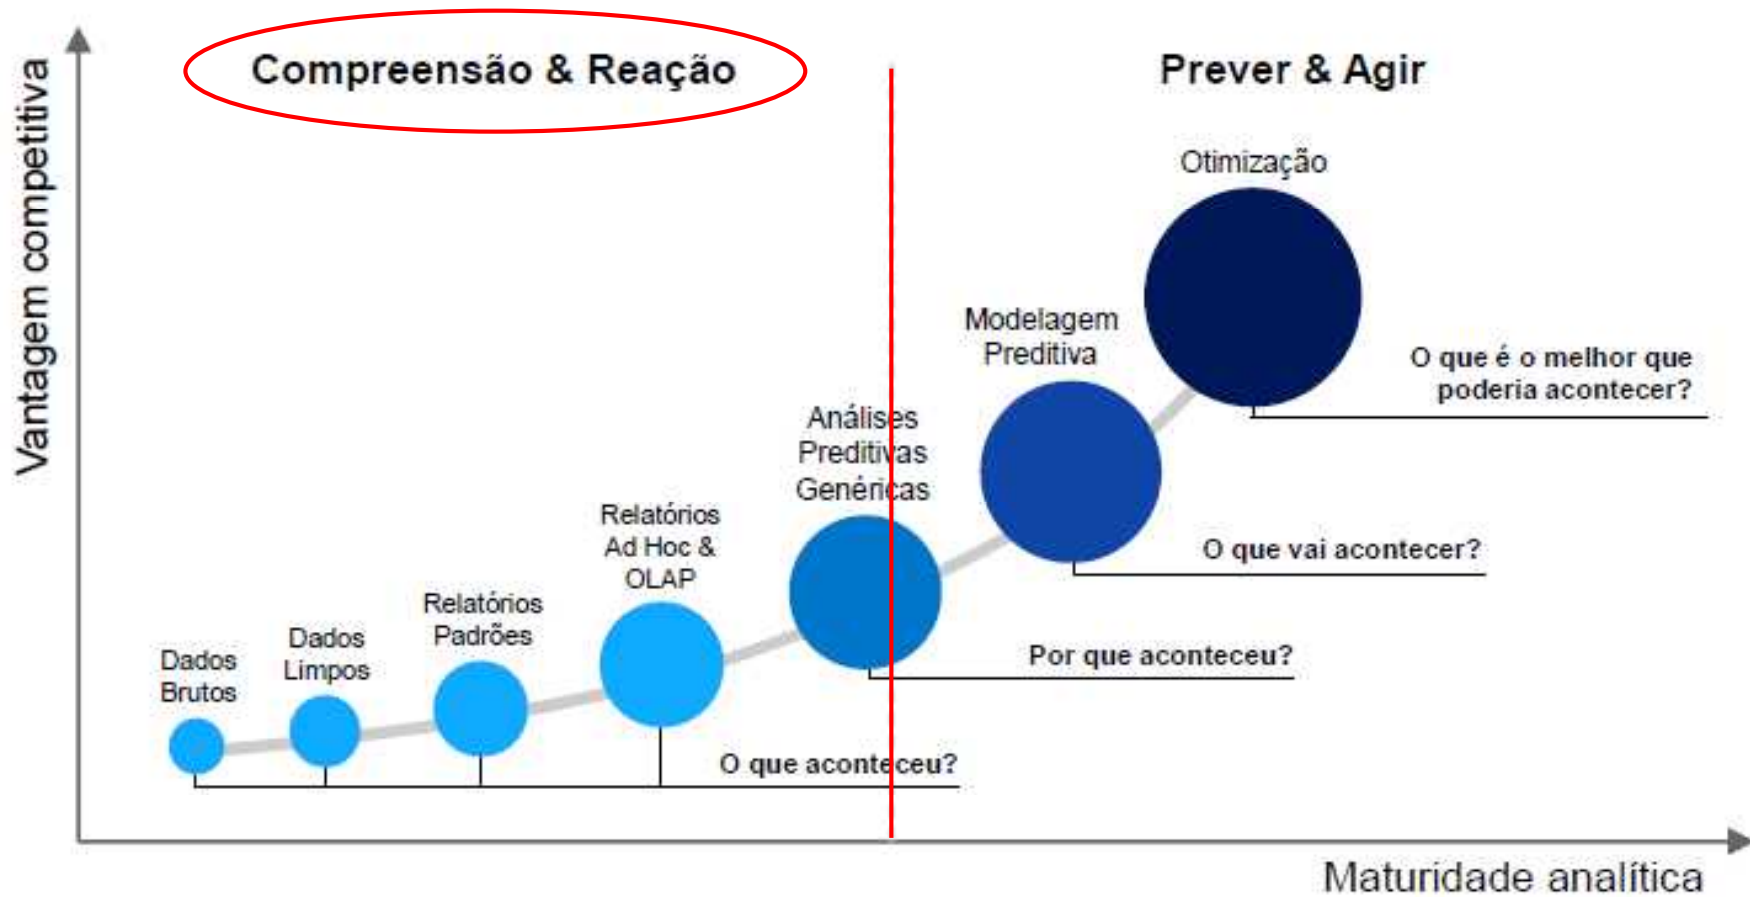 Compreensão & Reação
Prever & Agir
Vantagem competitiva
Otimização
O que é o melhor que
poderia acontecer?
Modelagem
Preditiva
O que vai acontecer?
Análises
Preditivas
Genéricas
Por que aconteceu?
Relatórios
Ad Hoc &
OLAP
Relatórios
Padrões
Dados
Limpos
Dados
Brutos
O que aconteceu?
Maturidade analítica